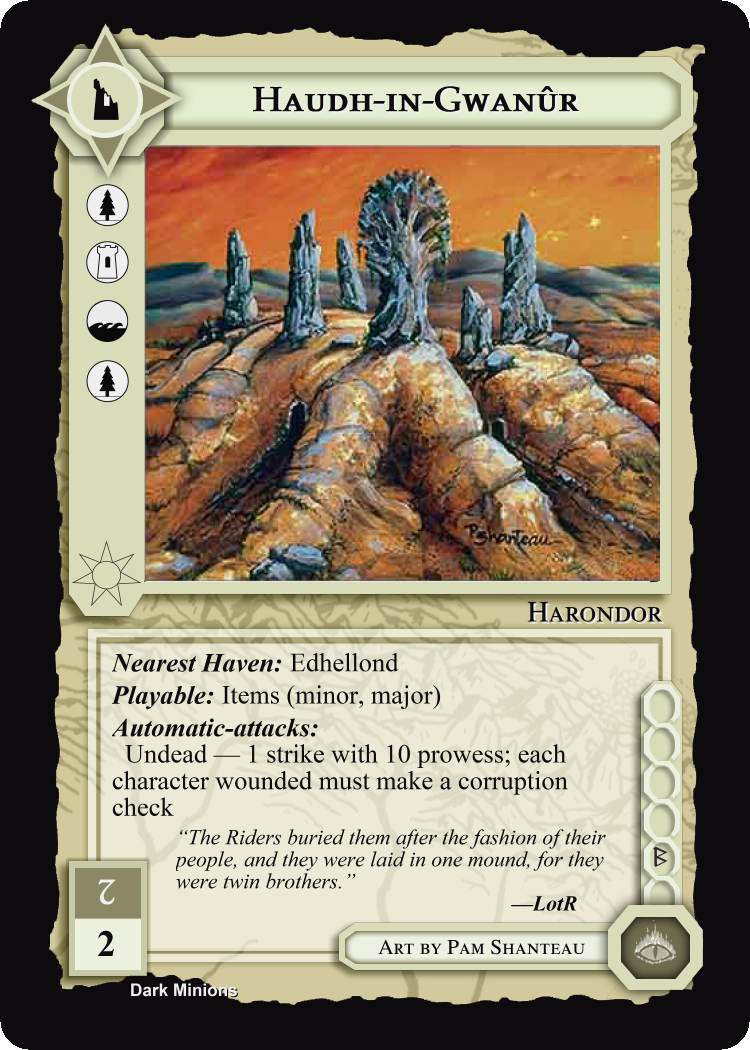 HAUDH-IN-GWANÛR
PShanteau
HARONDOR
Nearest Haven: Edhellond
Playable: Items (minor, major)
Automatic-attacks:
Undead — 1 strike with 10 prowess; each
character wounded must make a corruption
check
“The Riders buried them after the fashion of their
people, and they were laid in one mound, for they
were twin brothers.”
—LotR
2
2
ART BY PAM SHANTEAU
Dark Minions